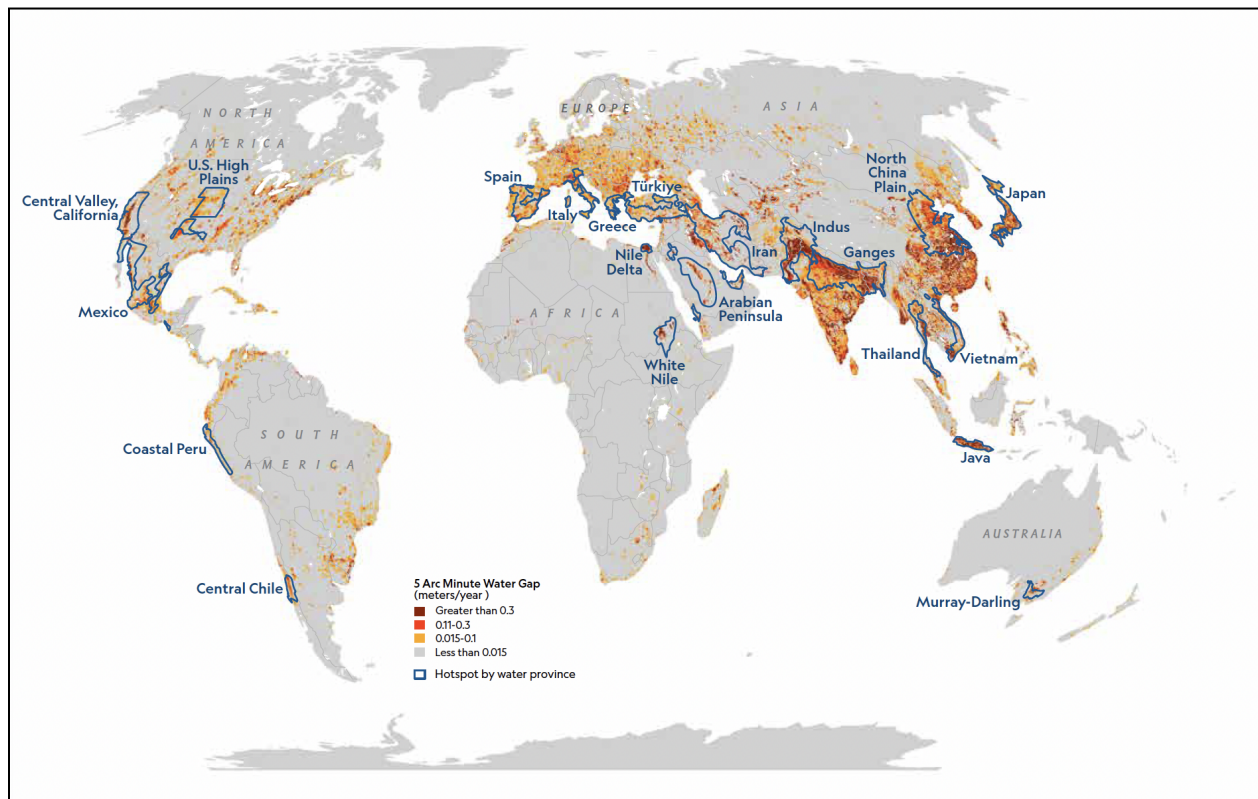 NORTH
AMERICA
U.S. High
Plains
Central Valley,
California
Mexico
Coastal Peru
SOUTH
AMERICA
Central Chile
EUROPE
ASIA
Spain
Italy
Greece
Türkiye
Nile
Delta
AFRICA
White
Nile
Arabian
Peninsula
Iran
Indus
Ganges
North
China
Plain
Japan
Thailand
Vietnam
Java
AUSTRALIA
Murray-Darling
5 Arc Minute Water Gap
(meters/year )
Greater than 0.3
0.11-0.3
0.015-0.1
Less than 0.015
Hotspot by water province